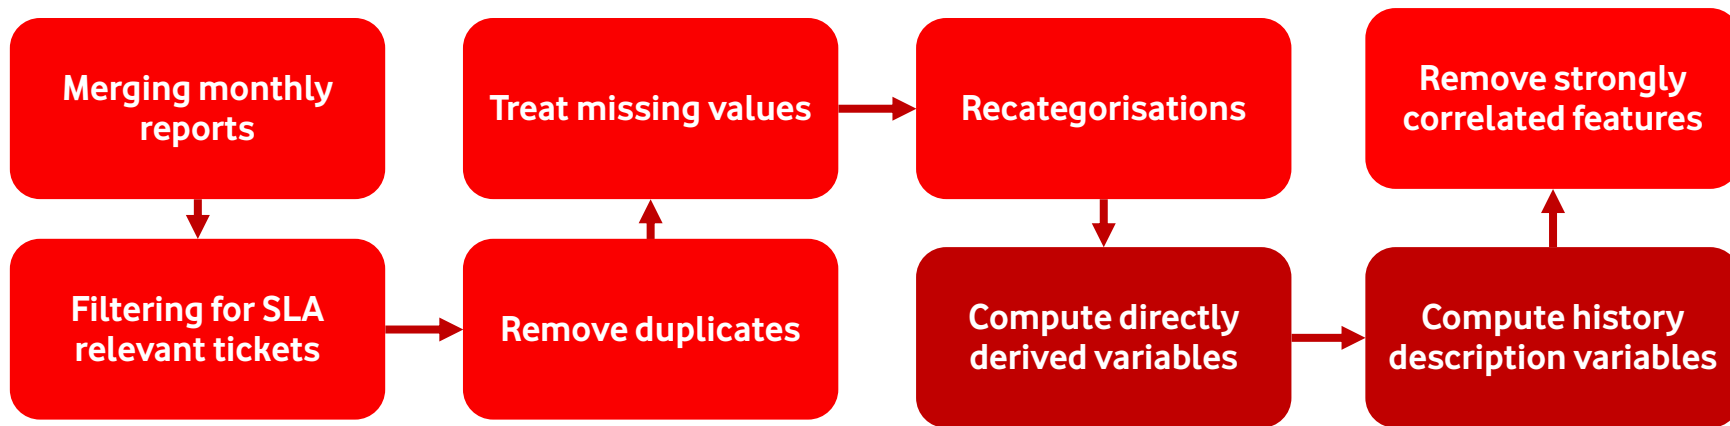 Merging monthly
reports
Filtering for SLA
relevant tickets
Remove duplicates
Treat missing values
Recategorisations
Compute directly
derived variables
Compute history
description variables
Remove strongly
correlated features